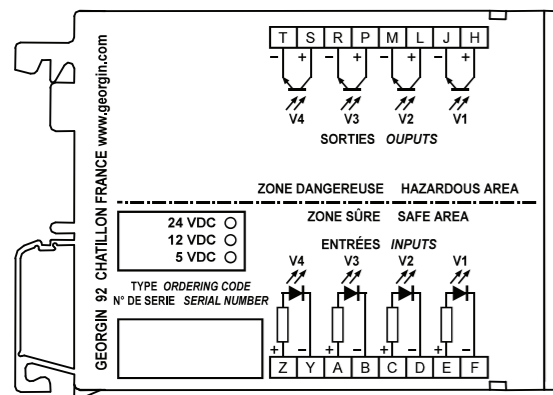 T S R P M L J H
− + − + − + − +
V4 V3 V2 V1
SORTIES OUPUTS
ZONE DANGEREUSE HAZARDOUS AREA
ZONE SÛRE SAFE AREA
24 VDC
12 VDC
5 VDC
ENTRÉES INPUTS
V4 V3 V2 V1
TYPE ORDERING CODE
N° DE SERIE SERIAL NUMBER
+ − + − + − + −
Z Y A B C D E F
GEORGIN 92 CHATILLON FRANCE www.georgin.com